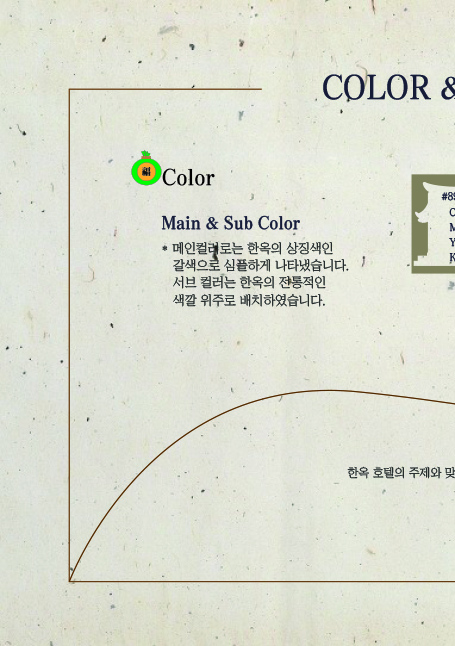 COLOR &
Color
Main & Sub Color
* 메인컬러로는 한옥의 상징색인
갈색으로 심플하게 나타냈습니다.
서브 컬러는 한옥의 전통적인
색깔 위주로 배치하였습니다.
C
M
Y
K
한옥 호텔의 주제와